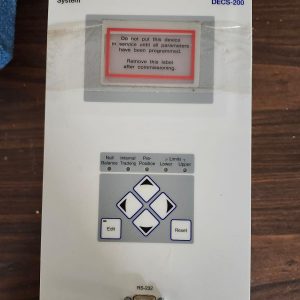 System DECS-200
Do not put this device
in service until all parameters
have been programmed.
Remove this label
after commissioning.
Null Balance
Internal Tracking
Pre- Position
Limits
Lower
Upper
Edit
Reset
RS-232